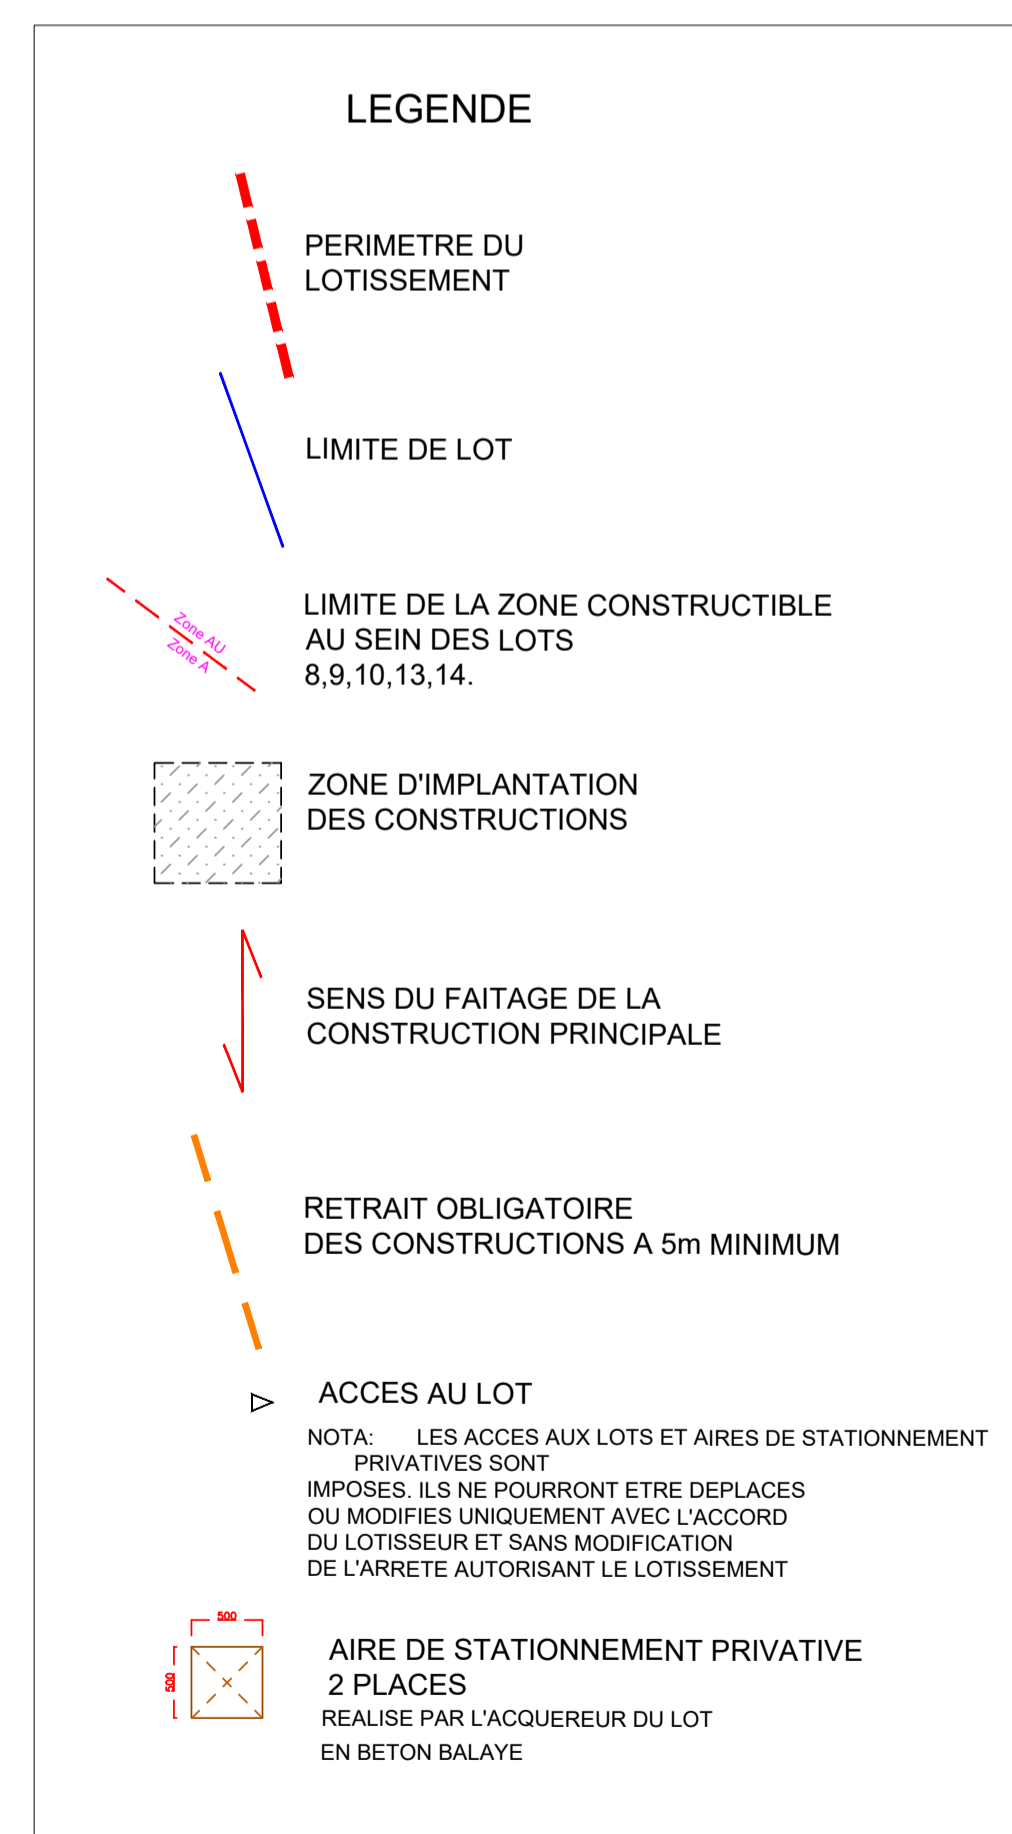 LEGENDE
PERIMETRE DU
LOTISSEMENT
LIMITE DE LOT
Zone AU
Zone A
LIMITE DE LA ZONE CONSTRUCTIBLE
AU SEIN DES LOTS
8,9,10,13,14.
ZONE D'IMPLANTATION
DES CONSTRUCTIONS
SENS DU FAITAGE DE LA
CONSTRUCTION PRINCIPALE
RETRAIT OBLIGATOIRE
DES CONSTRUCTIONS A 5m MINIMUM
ACCES AU LOT
NOTA: LES ACCES AUX LOTS ET AIRES DE STATIONNEMENT
PRIVATIVES SONT
IMPOSES. ILS NE POURRONT ETRE DEPLACES
OU MODIFIES UNIQUEMENT AVEC L'ACCORD
DU LOTISSEUR ET SANS MODIFICATION
DE L'ARRETE AUTORISANT LE LOTISSEMENT
500
500
AIRE DE STATIONNEMENT PRIVATIVE
2 PLACES
REALISE PAR L'ACQUEREUR DU LOT
EN BETON BALAYE